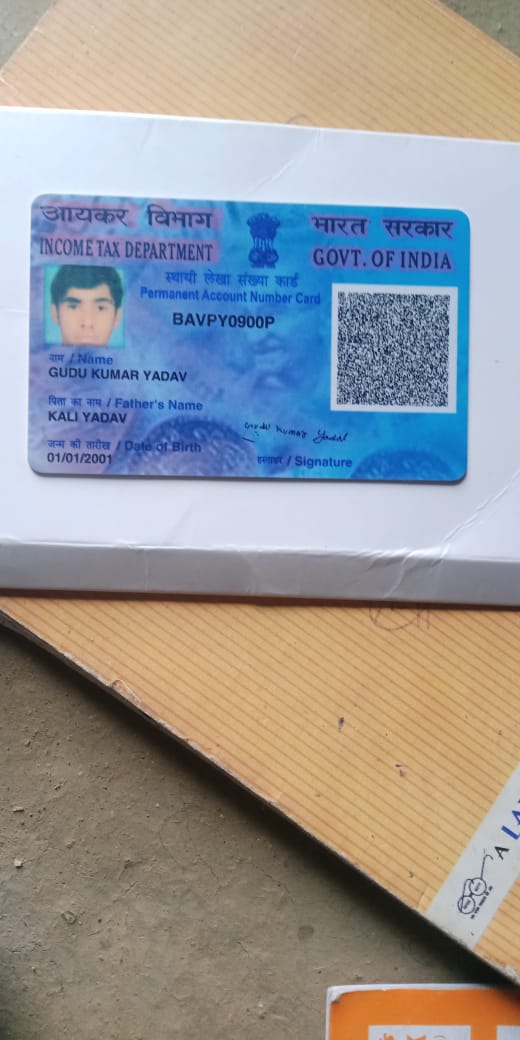 आयकर विभाग
INCOME TAX DEPARTMENT
भारत सरकार
GOVT. OF INDIA
स्थायी लेखा संख्या कार्ड
Permanent Account Number Card
BAVPY0900P
नाम / Name
GUDU KUMAR YADAV
पिता का नाम / Father's Name
KALI YADAV
जन्म की तारीख / Date of Birth
01/01/2001
Gudu Kumar Yadav
हस्ताक्षर / Signature
A